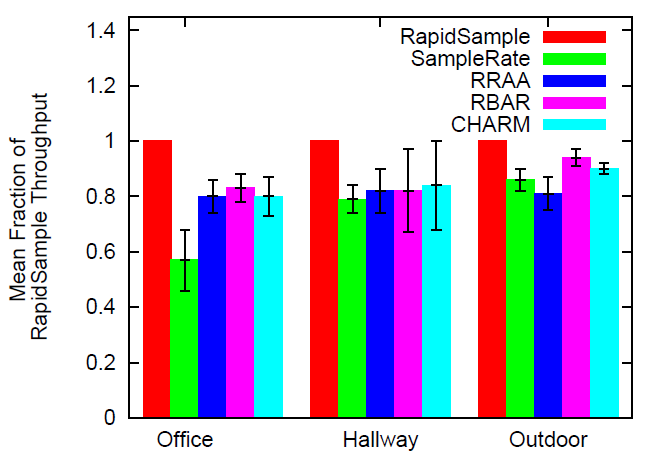 Mean Fraction of
RapidSample Throughput
1.4
1.2
1
0.8
0.6
0.4
0.2
0
RapidSample
SampleRate
RRAA
RBAR
CHARM
Office
Hallway
Outdoor